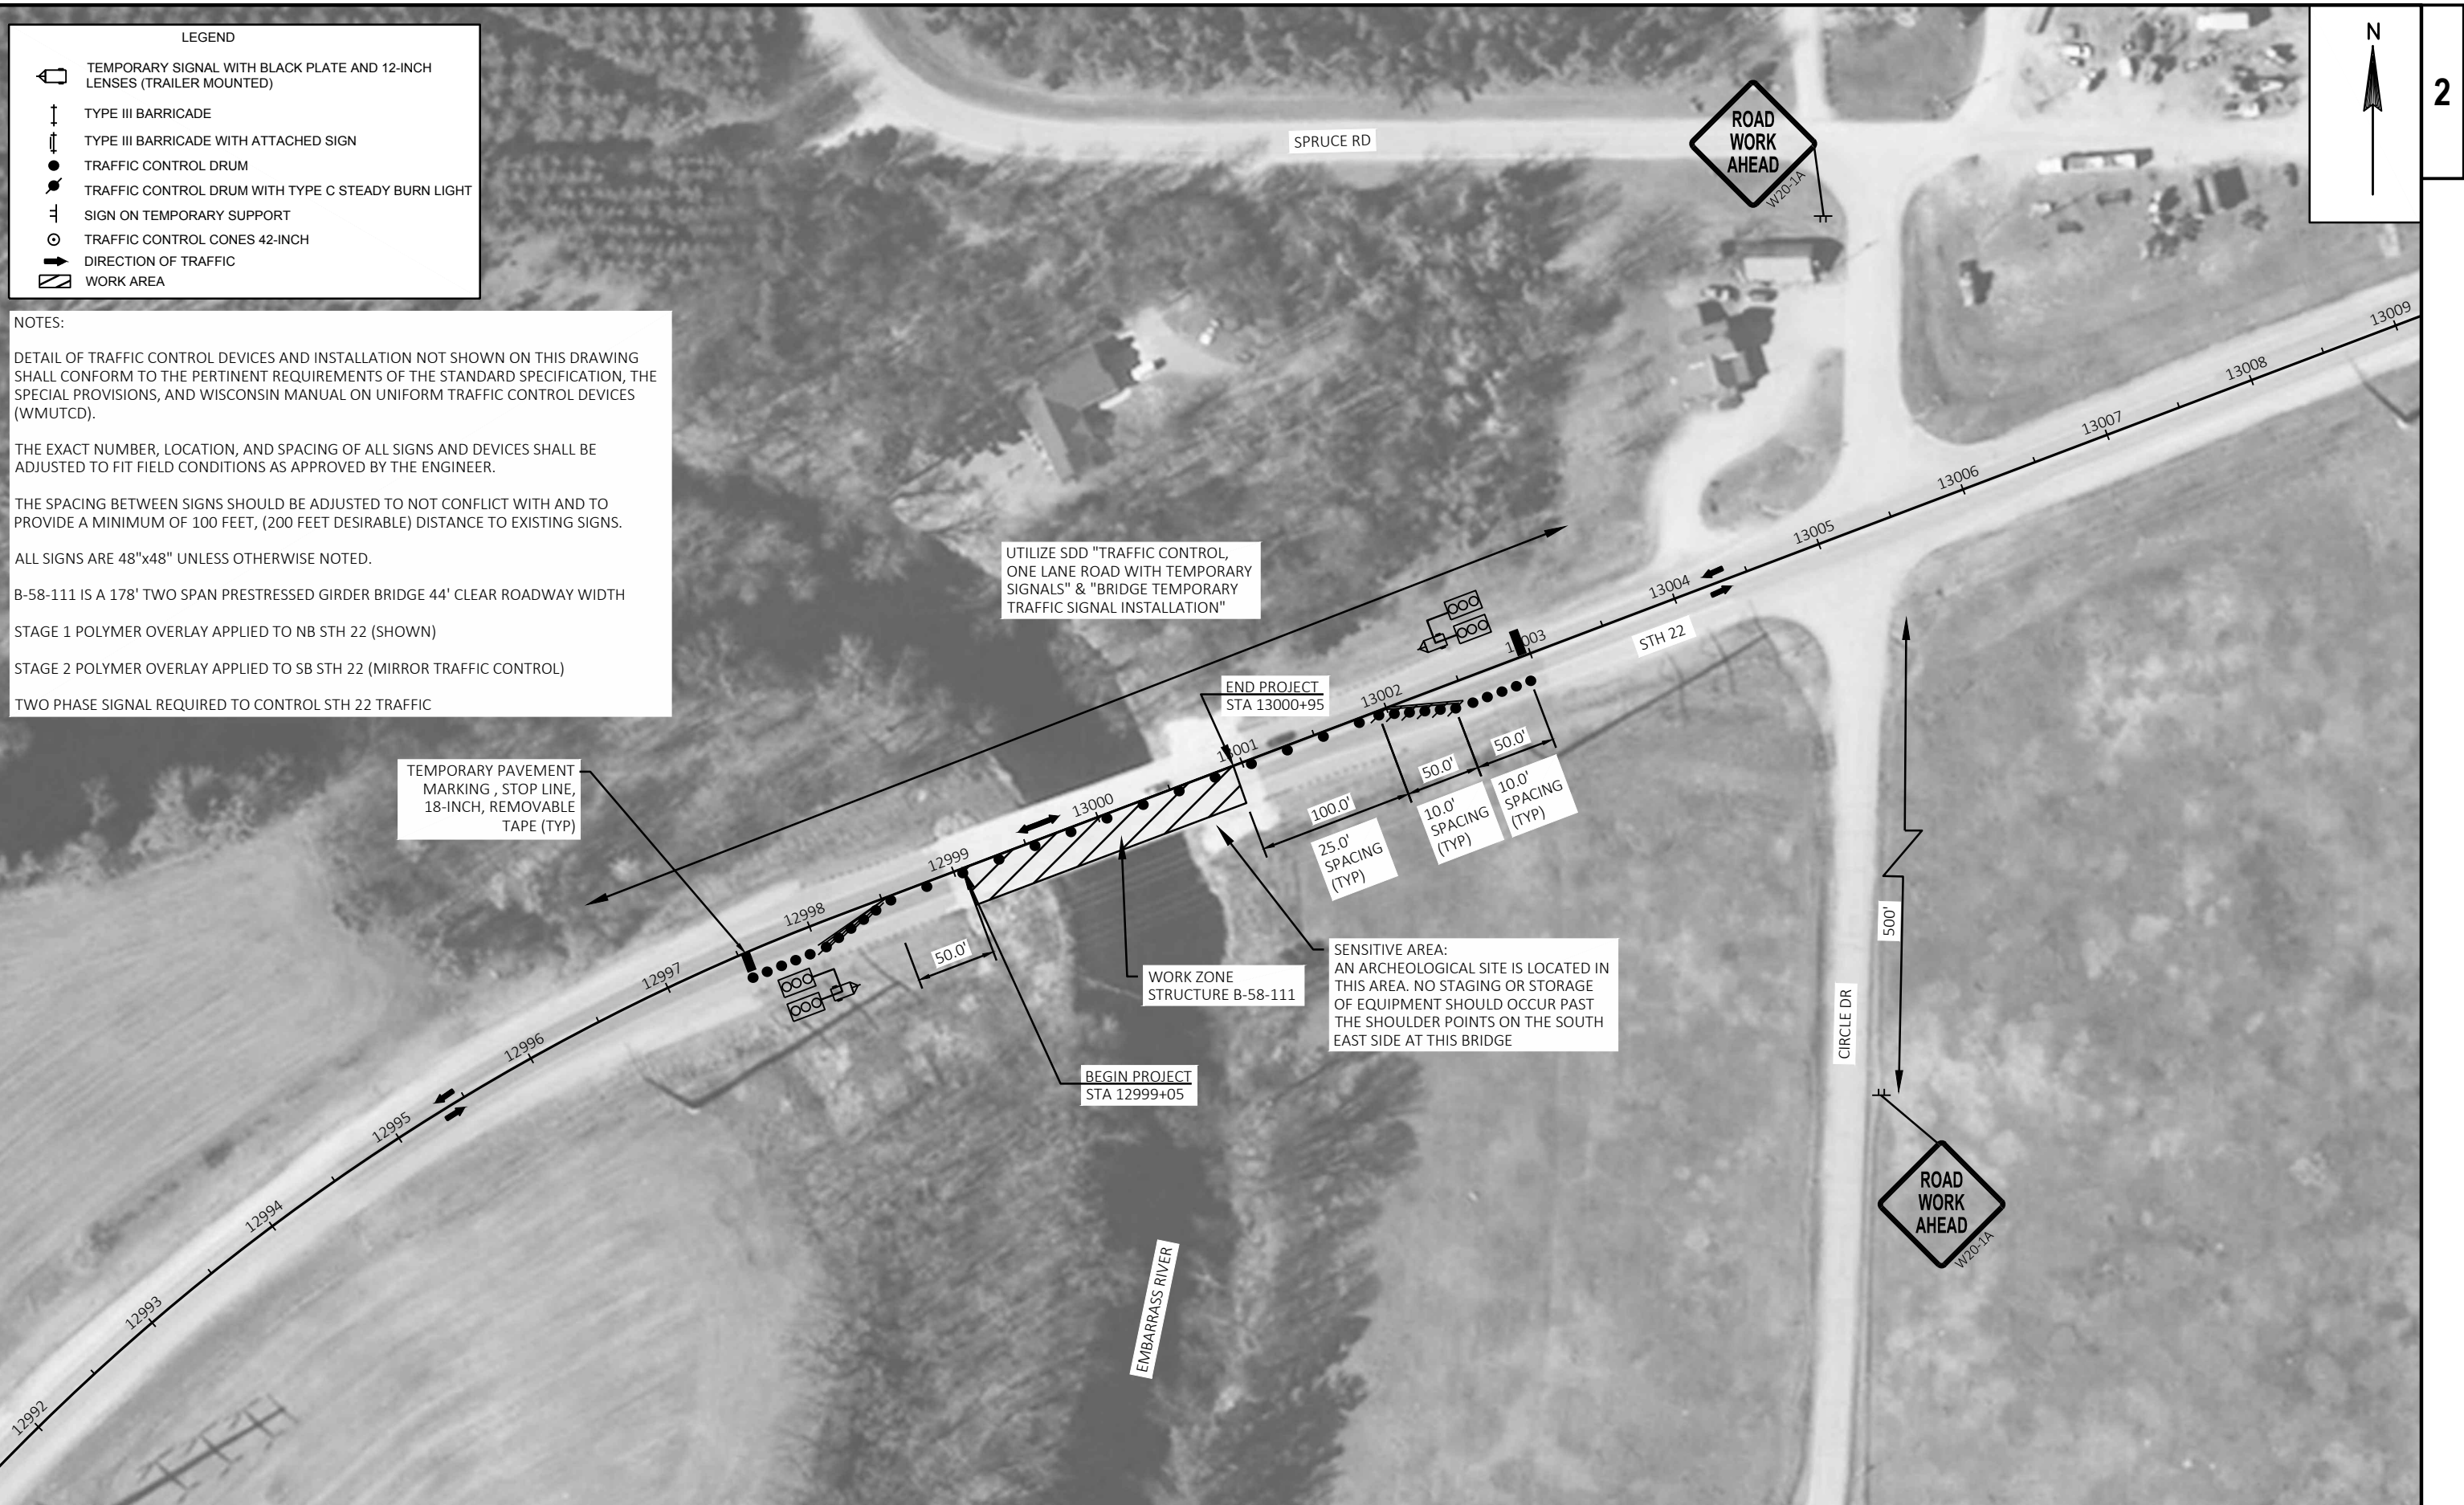 LEGEND
TEMPORARY SIGNAL WITH BLACK PLATE AND 12-INCH
LENSES (TRAILER MOUNTED)
TYPE III BARRICADE
TYPE III BARRICADE WITH ATTACHED SIGN
TRAFFIC CONTROL DRUM
TRAFFIC CONTROL DRUM WITH TYPE C STEADY BURN LIGHT
SIGN ON TEMPORARY SUPPORT
TRAFFIC CONTROL CONES 42-INCH
DIRECTION OF TRAFFIC
WORK AREA
NOTES:
DETAIL OF TRAFFIC CONTROL DEVICES AND INSTALLATION NOT SHOWN ON THIS DRAWING
SHALL CONFORM TO THE PERTINENT REQUIREMENTS OF THE STANDARD SPECIFICATION, THE
SPECIAL PROVISIONS, AND WISCONSIN MANUAL ON UNIFORM TRAFFIC CONTROL DEVICES
(WMUTCD).
THE EXACT NUMBER, LOCATION, AND SPACING OF ALL SIGNS AND DEVICES SHALL BE
ADJUSTED TO FIT FIELD CONDITIONS AS APPROVED BY THE ENGINEER.
THE SPACING BETWEEN SIGNS SHOULD BE ADJUSTED TO NOT CONFLICT WITH AND TO
PROVIDE A MINIMUM OF 100 FEET, (200 FEET DESIRABLE) DISTANCE TO EXISTING SIGNS.
ALL SIGNS ARE 48"x48" UNLESS OTHERWISE NOTED.
B-58-111 IS A 178' TWO SPAN PRESTRESSED GIRDER BRIDGE 44' CLEAR ROADWAY WIDTH
STAGE 1 POLYMER OVERLAY APPLIED TO NB STH 22 (SHOWN)
STAGE 2 POLYMER OVERLAY APPLIED TO SB STH 22 (MIRROR TRAFFIC CONTROL)
TWO PHASE SIGNAL REQUIRED TO CONTROL STH 22 TRAFFIC
SPRUCE RD
ROAD
WORK
AHEAD
W20-1A
N
2
UTILIZE SDD "TRAFFIC CONTROL,
ONE LANE ROAD WITH TEMPORARY
SIGNALS" & "BRIDGE TEMPORARY
TRAFFIC SIGNAL INSTALLATION"
END PROJECT
STA 13000+95
TEMPORARY PAVEMENT
MARKING , STOP LINE,
18-INCH, REMOVABLE
TAPE (TYP)
12992
12993
12994
12995
12996
12997
12998
12999
13000
13001
13002
13003
13004
13005
13006
13007
13008
13009
STH 22
50.0'
100.0'
25.0'
SPACING
(TYP)
50.0'
10.0'
SPACING
(TYP)
50.0'
10.0'
SPACING
(TYP)
WORK ZONE
STRUCTURE B-58-111
SENSITIVE AREA:
AN ARCHEOLOGICAL SITE IS LOCATED IN
THIS AREA. NO STAGING OR STORAGE
OF EQUIPMENT SHOULD OCCUR PAST
THE SHOULDER POINTS ON THE SOUTH
EAST SIDE AT THIS BRIDGE
BEGIN PROJECT
STA 12999+05
EMBARRASS RIVER
CIRCLE DR
500'
ROAD
WORK
AHEAD
W20-1A